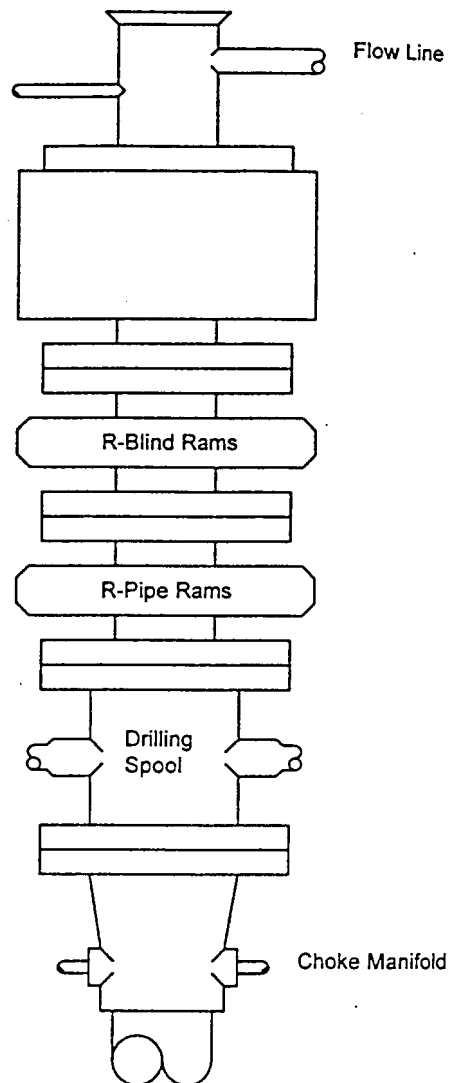 Flow Line
R-Blind Rams
R-Pipe Rams
Drilling
Spool
Choke Manifold